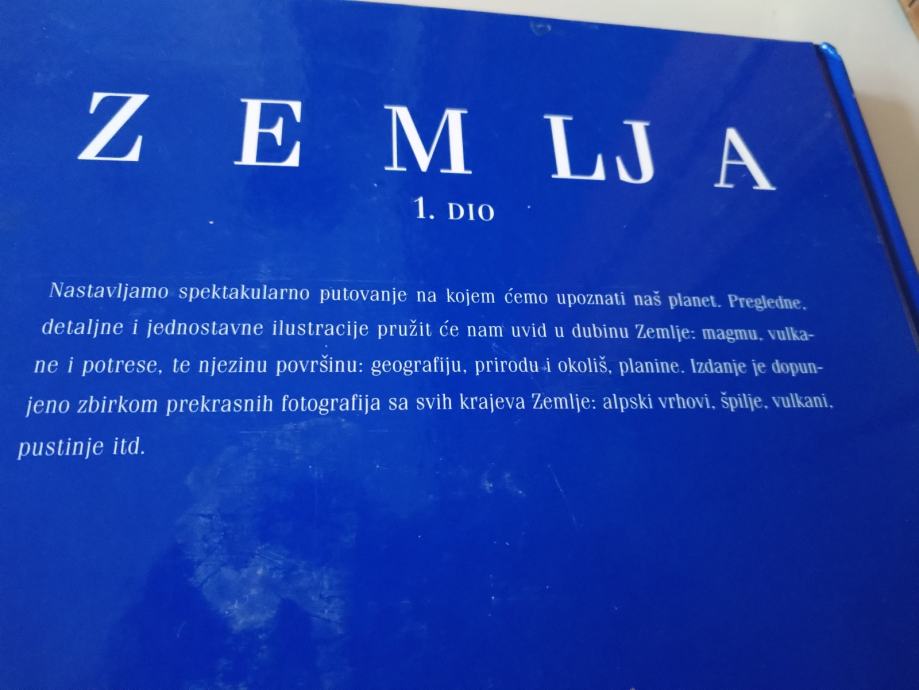 ZEMLJA
1. DIO
Nastavljamo spektakularno putovanje na kojem ćemo upoznati naš planet. Pregledne,
detaljne i jednostavne ilustracije pružit će nam uvid u dubinu Zemlje: magmu, vulka-
ne i potrese, te njezinu površinu: geografiju, prirodu i okoliš, planine. Izdanje je dopun-
jeno zbirkom prekrasnih fotografija sa svih krajeva Zemlje: alpski vrhovi, špilje, vulkani,
pustinje itd.